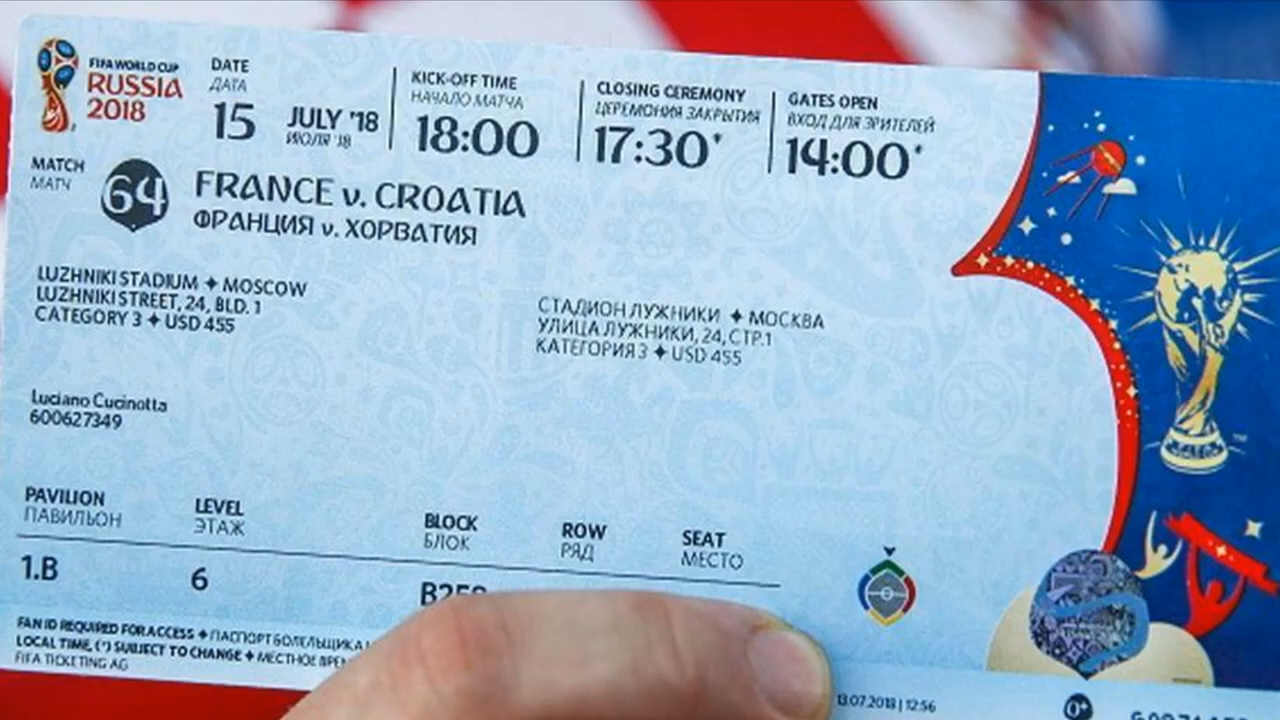 FIFA WORLD CUP
RUSSIA
2018
DATE
ДАТА
15 JULY '18
ИЮЛЯ '18
KICK-OFF TIME
НАЧАЛО МАТЧА
18:00
CLOSING CEREMONY
ЦЕРЕМОНИЯ ЗАКРЫТИЯ
17:30*
GATES OPEN
ВХОД ДЛЯ ЗРИТЕЛЕЙ
14:00*
MATCH
МАТЧ
64
FRANCE v. CROATIA
ФРАНЦИЯ v. ХОРВАТИЯ
LUZHNIKI STADIUM ✦ MOSCOW
LUZHNIKI STREET, 24, BLD. 1
CATEGORY 3 ✦ USD 455
СТАДИОН ЛУЖНИКИ ✦ МОСКВА
УЛИЦА ЛУЖНИКИ, 24, СТР.1
КАТЕГОРИЯ 3 ✦ USD 455
Luciano Cucinotta
600627349
PAVILION
ПАВИЛЬОН
1.B
LEVEL
ЭТАЖ
6
BLOCK
БЛОК
ROW
РЯД
SEAT
МЕСТО
FAN ID REQUIRED FOR ACCESS ✦ ПАСПОРТ БОЛЕЛЬЩИКА
LOCAL TIME, (*) SUBJECT TO CHANGE ✦ МЕСТНОЕ
FIFA TICKETING AG
13.07.2018 | 12:56
0+